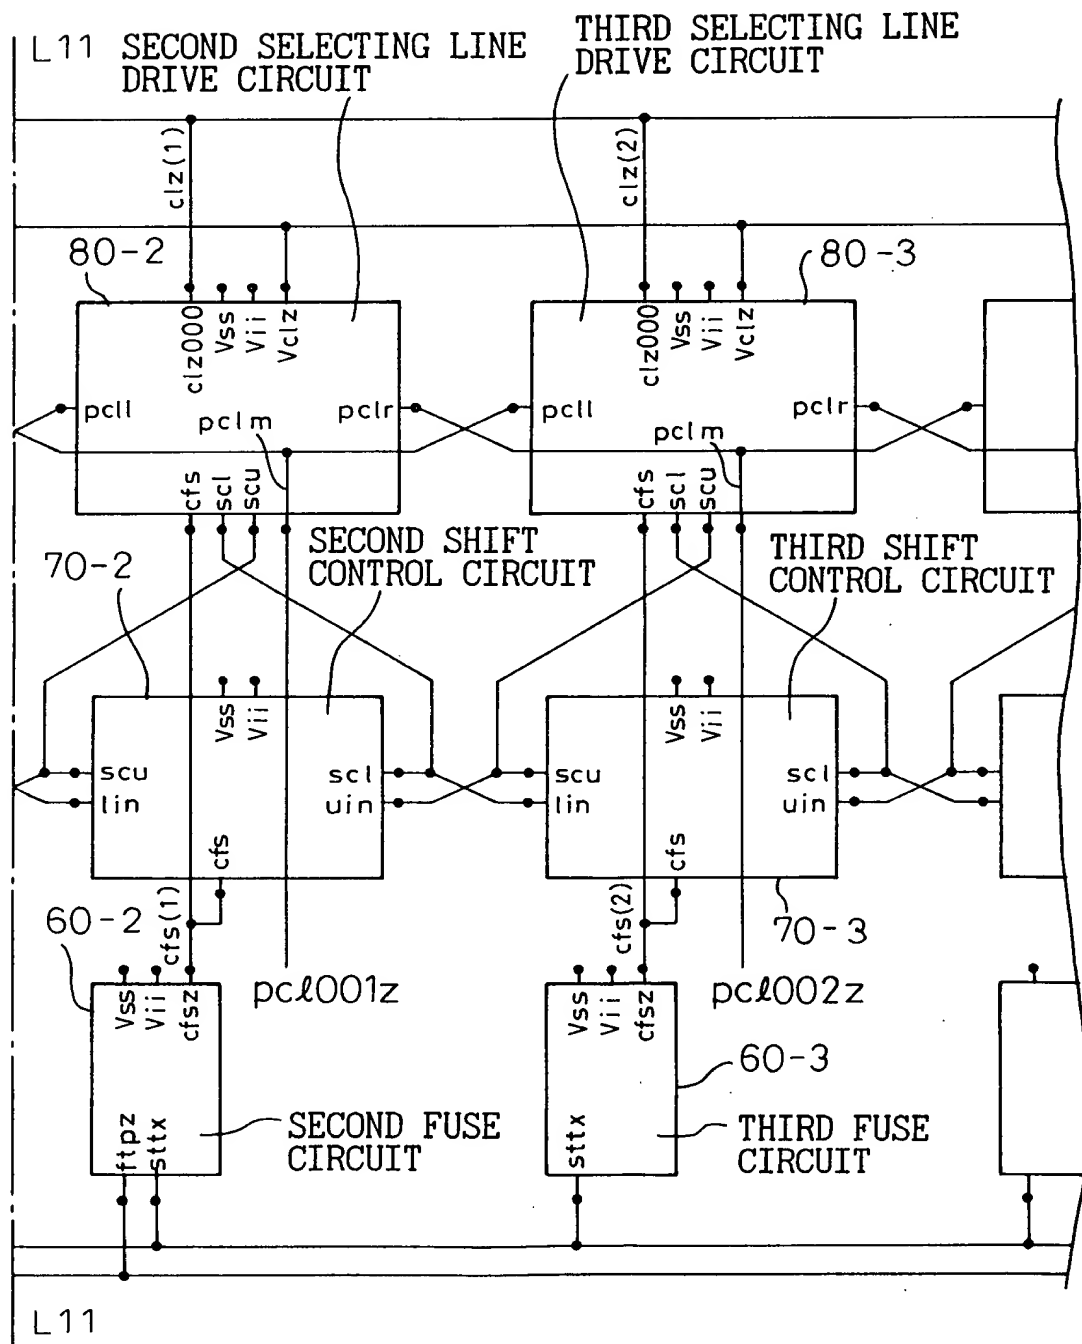 L11
SECOND SELECTING LINE
DRIVE CIRCUIT
THIRD SELECTING LINE
DRIVE CIRCUIT
clz(1)
clz(2)
80-2
80-3
clz000
Vss
Vii
Vclz
clz000
Vss
Vii
Vclz
pcll
pclr
pcll
pclr
pclm
pclm
cfs
scl
scu
cfs
scl
scu
70-2
SECOND SHIFT
CONTROL CIRCUIT
THIRD SHIFT
CONTROL CIRCUIT
Vss
Vii
Vss
Vii
scu
lin
scl
uin
scu
lin
scl
uin
cfs
cfs
60-2
cfs(1)
cfs(2)
70-3
Vss
Vii
cfsz
pcl001z
Vss
Vii
cfsz
pcl002z
60-3
ftpz
sttx
SECOND FUSE
CIRCUIT
sttx
THIRD FUSE
CIRCUIT
L11